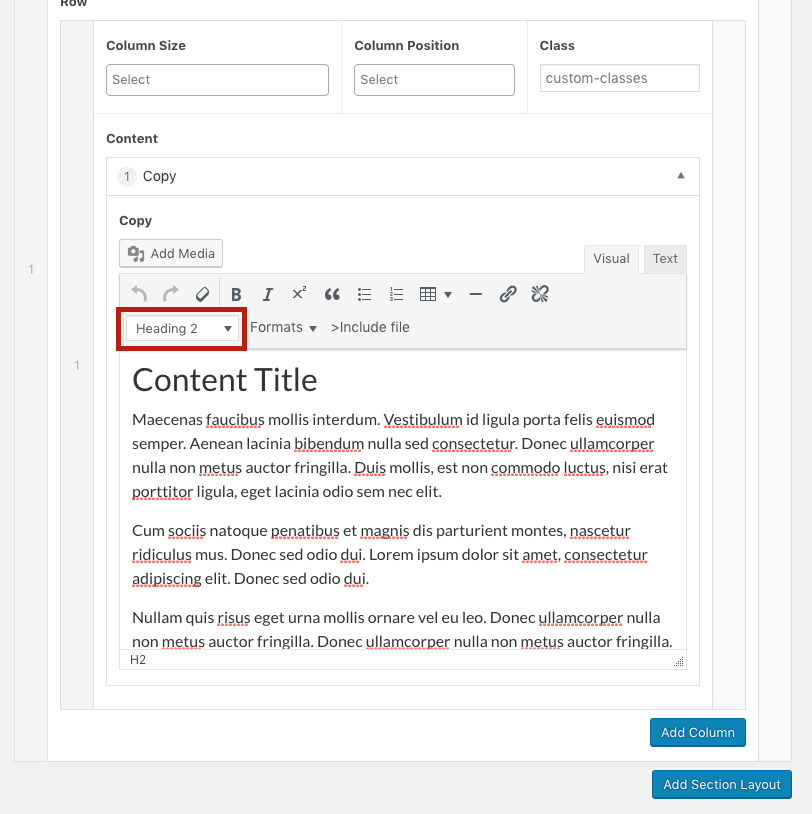 Row
Column Size
Column Position
Class
Select
Select
custom-classes
Content
1 Copy
Copy
Add Media
Visual
Text
1
B I x²
Heading 2
Formats
>Include file
1
Content Title
Maecenas faucibus mollis interdum. Vestibulum id ligula porta felis euismod
semper. Aenean lacinia bibendum nulla sed consectetur. Donec ullamcorper
nulla non metus auctor fringilla. Duis mollis, est non commodo luctus, nisi erat
porttitor ligula, eget lacinia odio sem nec elit.
Cum sociis natoque penatibus et magnis dis parturient montes, nascetur
ridiculus mus. Donec sed odio dui. Lorem ipsum dolor sit amet, consectetur
adipiscing elit. Donec sed odio dui.
Nullam quis risus eget urna mollis ornare vel eu leo. Donec ullamcorper nulla
non metus auctor fringilla. Donec ullamcorper nulla non metus auctor fringilla.
H2
Add Column
Add Section Layout